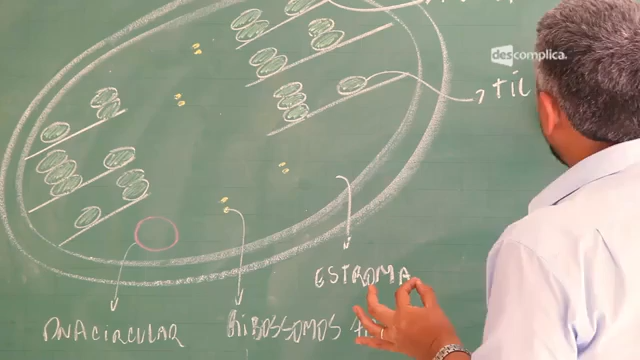 descomplica.
til
ESTROMA
DNA CIRCULAR
RIBOSSOMOS